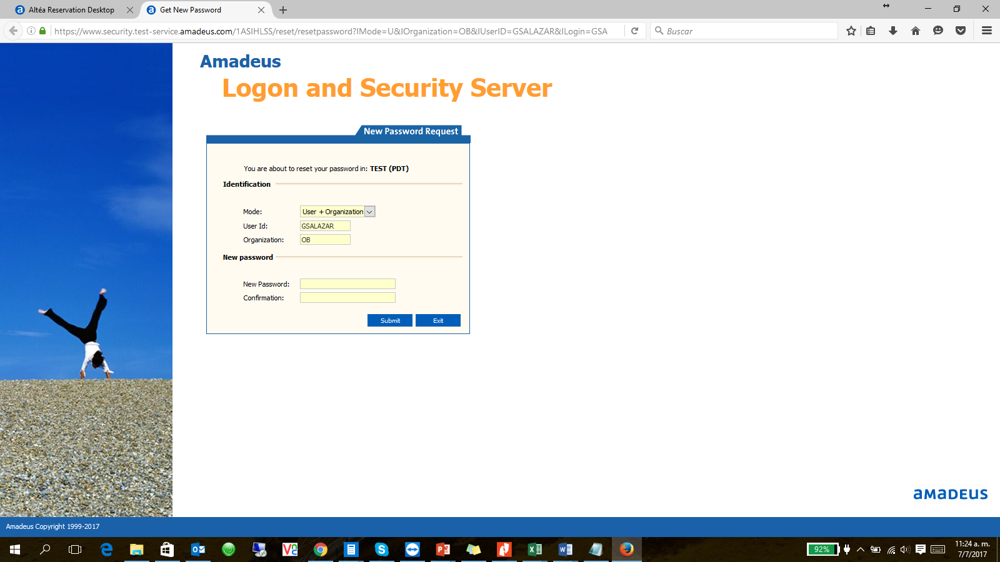 Altéa Reservation Desktop
Get New Password
https://www.security.test-service.amadeus.com/1ASIHLSS/reset/resetpassword?IMode=U&IOrganization=OB&IUserID=GSALAZAR&ILogin=GSA
Buscar
Amadeus
Logon and Security Server
New Password Request
You are about to reset your password in: TEST (PDT)
Identification
Mode: User + Organization
User Id: GSALAZAR
Organization: OB
New password
New Password:
Confirmation:
Submit Exit
amadeus
Amadeus Copyright 1999-2017
92%
11:24 a. m.
7/7/2017